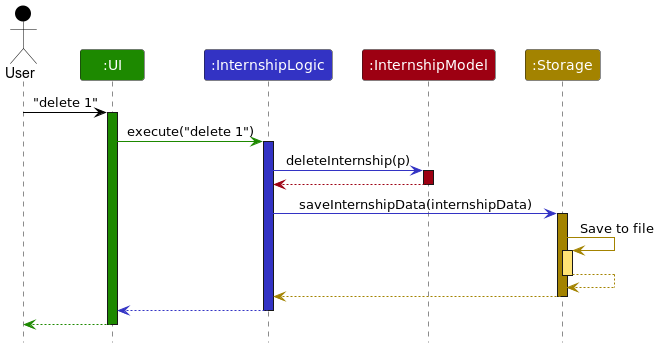 User
:UI
:InternshipLogic
:InternshipModel
:Storage
"delete 1"
execute("delete 1")
deleteInternship(p)
saveInternshipData(internshipData)
Save to file